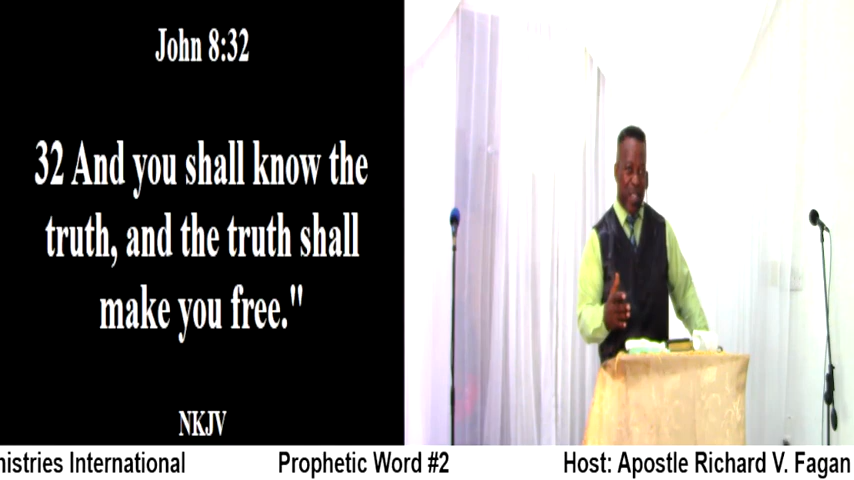 John 8:32
32 And you shall know the
truth, and the truth shall
make you free."
NKJV
nistries International Prophetic Word #2 Host: Apostle Richard V. Fagan